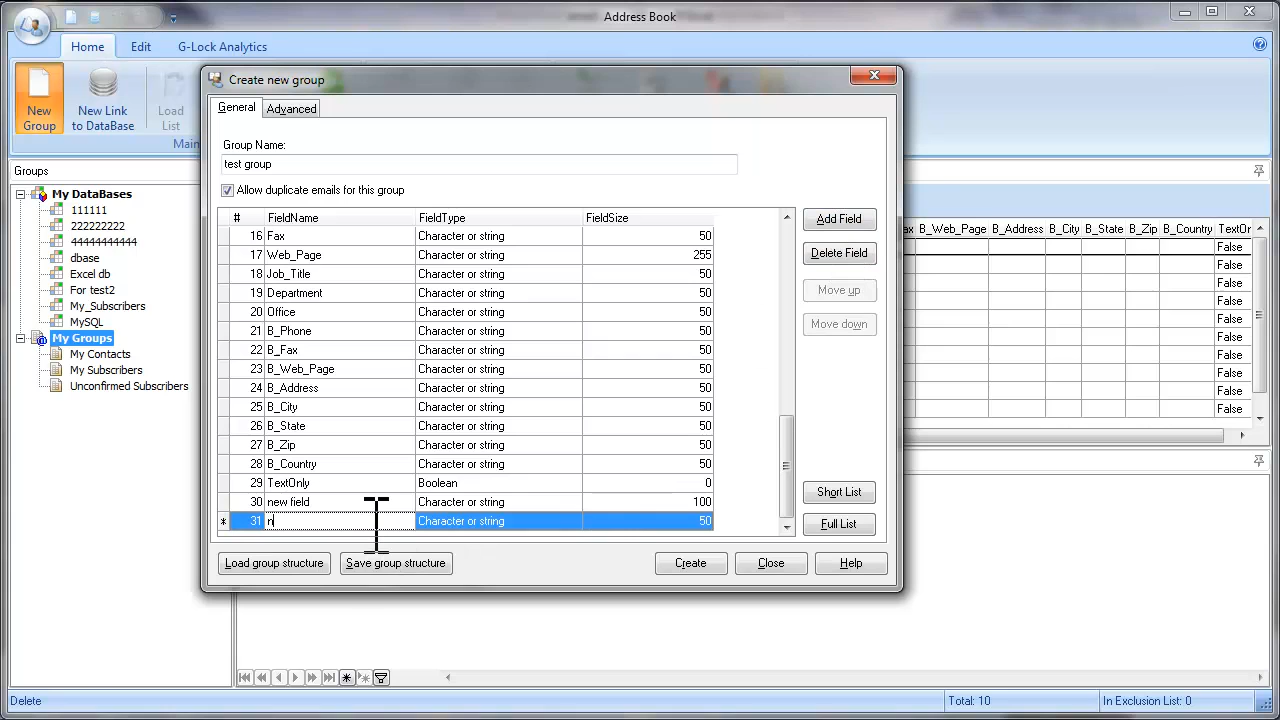 Address Book
Home Edit G-Lock Analytics
New Group
New Link to DataBase
Load List
Main
Groups
My DataBases
111111
222222222
44444444444
dbase
Excel db
For test2
My_Subscribers
MySQL
My Groups
My Contacts
My Subscribers
Unconfirmed Subscribers
Create new group
General Advanced
Group Name:
test group
Allow duplicate emails for this group
# FieldName FieldType FieldSize
16 Fax Character or string 50
17 Web_Page Character or string 255
18 Job_Title Character or string 50
19 Department Character or string 50
20 Office Character or string 50
21 B_Phone Character or string 50
22 B_Fax Character or string 50
23 B_Web_Page Character or string 50
24 B_Address Character or string 50
25 B_City Character or string 50
26 B_State Character or string 50
27 B_Zip Character or string 50
28 B_Country Character or string 50
29 TextOnly Boolean 0
30 new field Character or string 100
* 31 n Character or string 50
Add Field
Delete Field
Move up
Move down
Short List
Full List
Load group structure Save group structure Create Close Help
ax B_Web_Page B_Address B_City B_State B_Zip B_Country TextOr
False
False
False
False
False
False
False
False
False
False
Delete Total: 10 In Exclusion List: 0